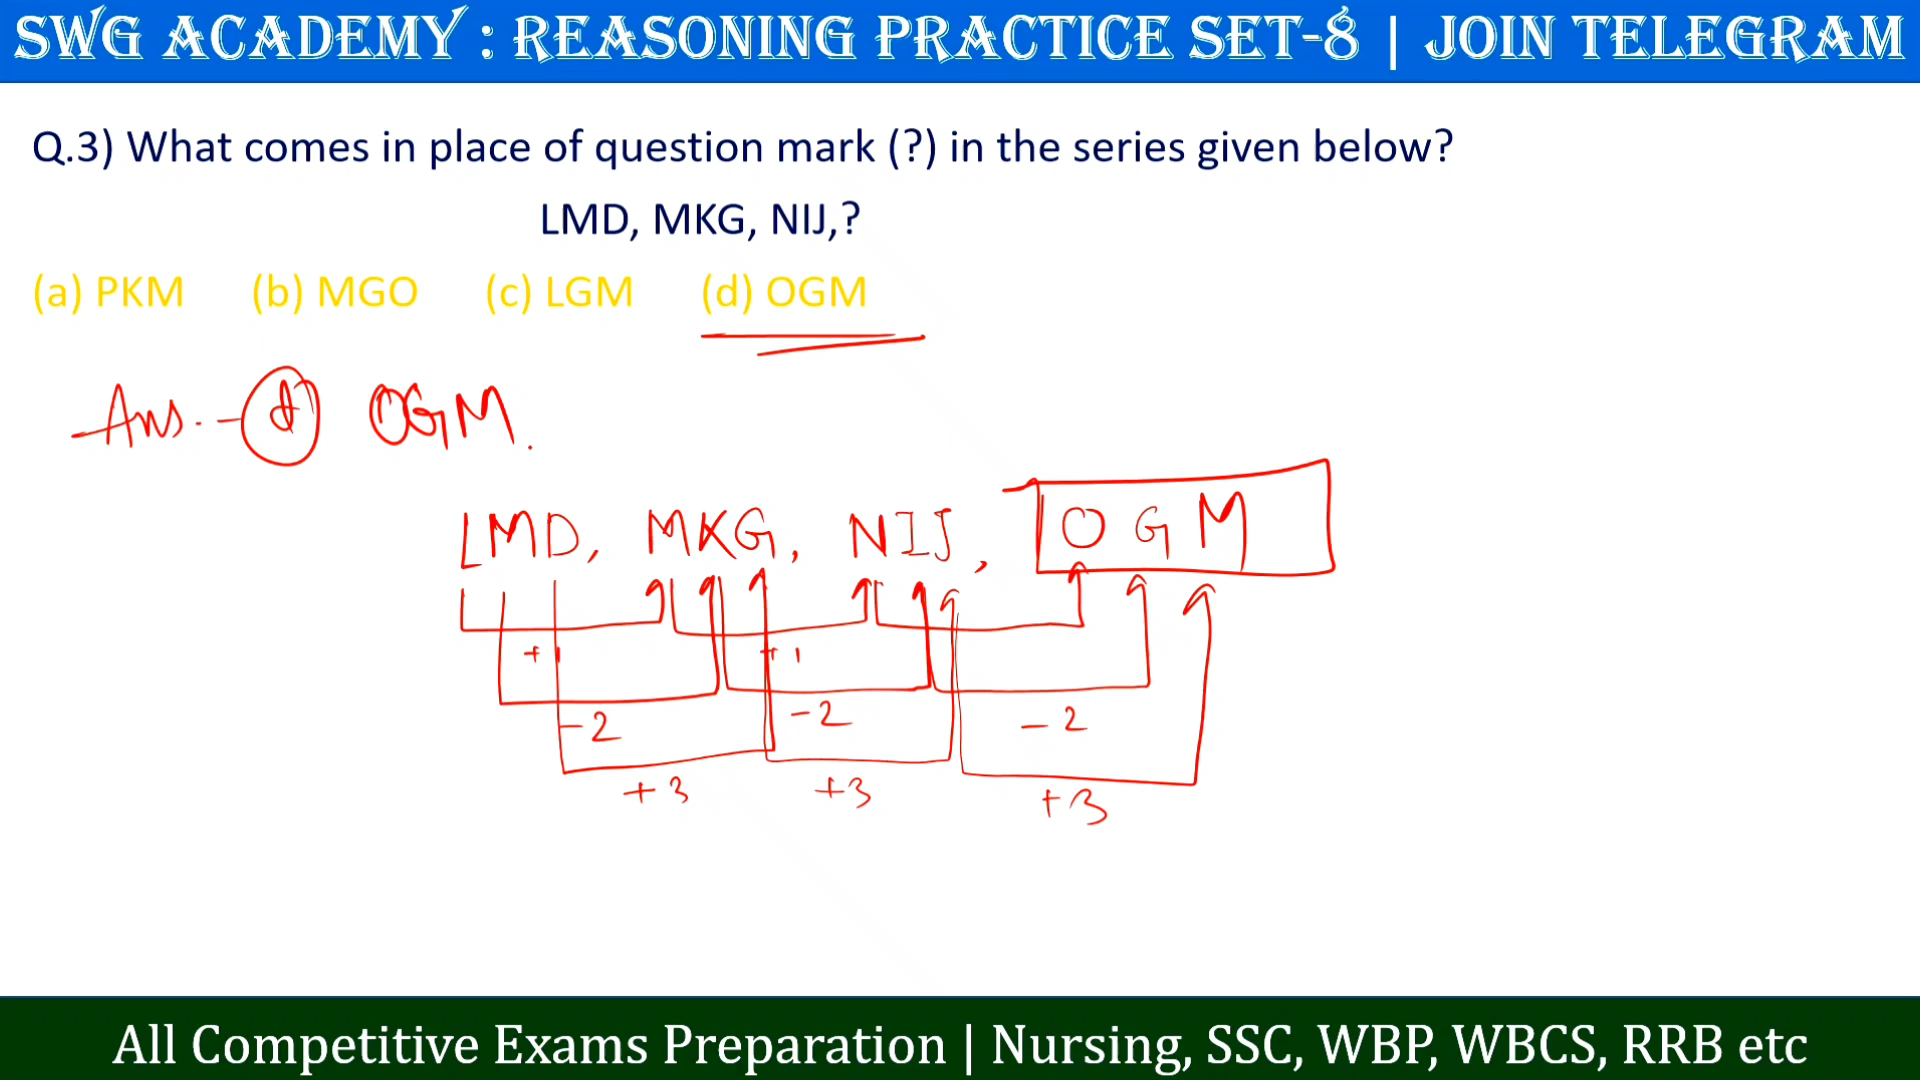 SWG ACADEMY : REASONING PRACTICE SET-8 | JOIN TELEGRAM
Q.3) What comes in place of question mark (?) in the series given below?
LMD, MKG, NIJ,?
(a) PKM (b) MGO (c) LGM (d) OGM
Ans. - d OGM.
LMD, MKG, NIJ, OGM
+1 +1
-2 -2 -2
+3 +3 +3
All Competitive Exams Preparation | Nursing, SSC, WBP, WBCS, RRB etc